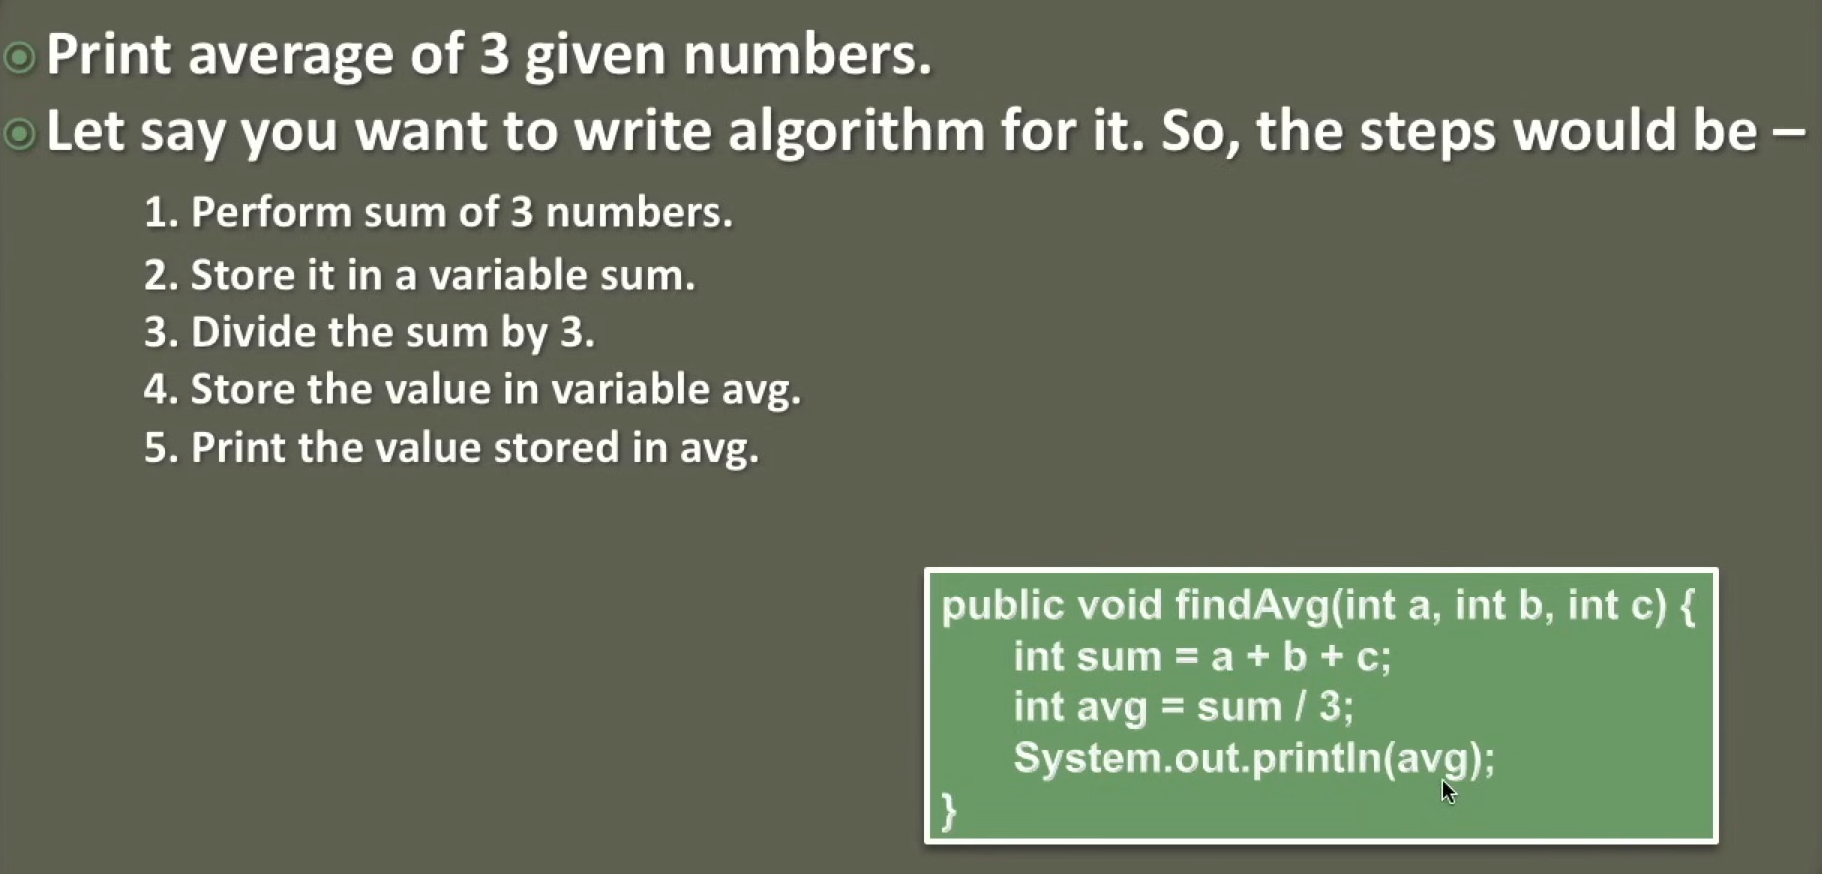 Print average of 3 given numbers.
Let say you want to write algorithm for it. So, the steps would be –
1. Perform sum of 3 numbers.
2. Store it in a variable sum.
3. Divide the sum by 3.
4. Store the value in variable avg.
5. Print the value stored in avg.
public void findAvg(int a, int b, int c) {
int sum = a + b + c;
int avg = sum / 3;
System.out.println(avg);
}